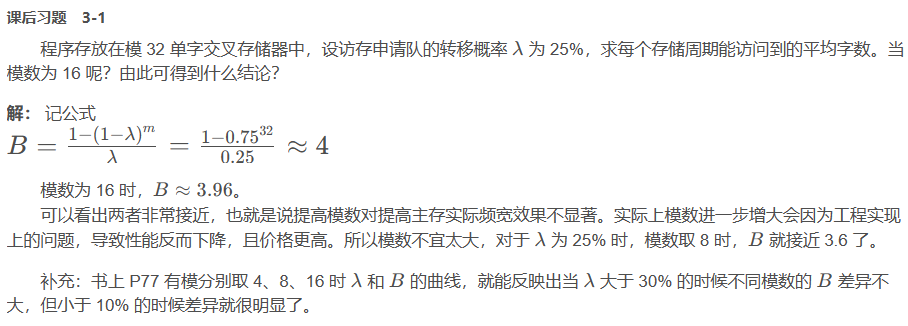 课后习题 3-1
程序存放在模 32 单字交叉存储器中，设访存申请队的转移概率 λ 为 25%，求每个存储周期能访问到的平均字数。当
模数为 16 呢？由此可得到什么结论？
解： 记公式
B = \frac{1-(1-λ)^m}{λ} = \frac{1-0.75^{32}}{0.25} ≈ 4
模数为 16 时，B ≈ 3.96。
可以看出两者非常接近，也就是说提高模数对提高主存实际频宽效果不显著。实际上模数进一步增大会因为工程实现
上的问题，导致性能反而下降，且价格更高。所以模数不宜太大，对于 λ 为 25% 时，模数取 8 时，B 就接近 3.6 了。
补充：书上 P77 有模分别取 4、8、16 时 λ 和 B 的曲线，就能反映出当 λ 大于 30% 的时候不同模数的 B 差异不
大，但小于 10% 的时候差异就很明显了。